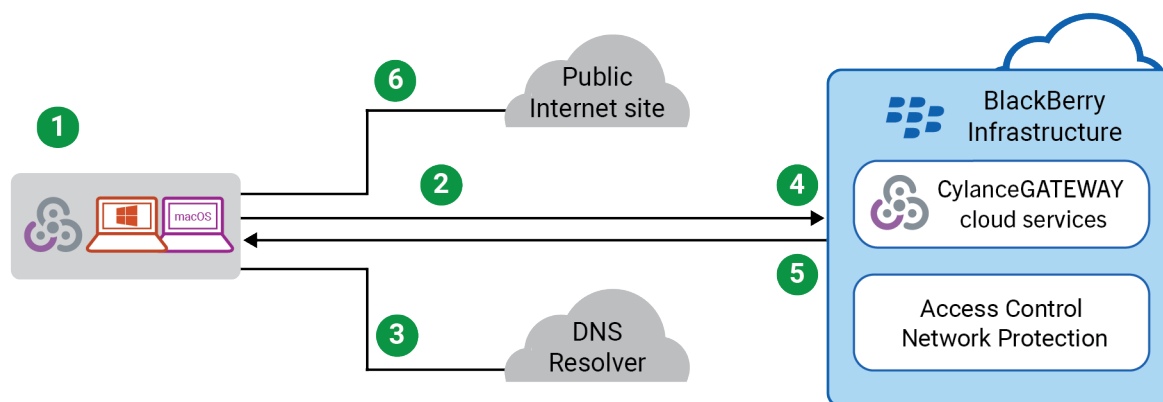 1
macOS
6
Public
Internet site
2
3
DNS
Resolver
4
5
BlackBerry
Infrastructure
CylanceGATEWAY
cloud services
Access Control
Network Protection